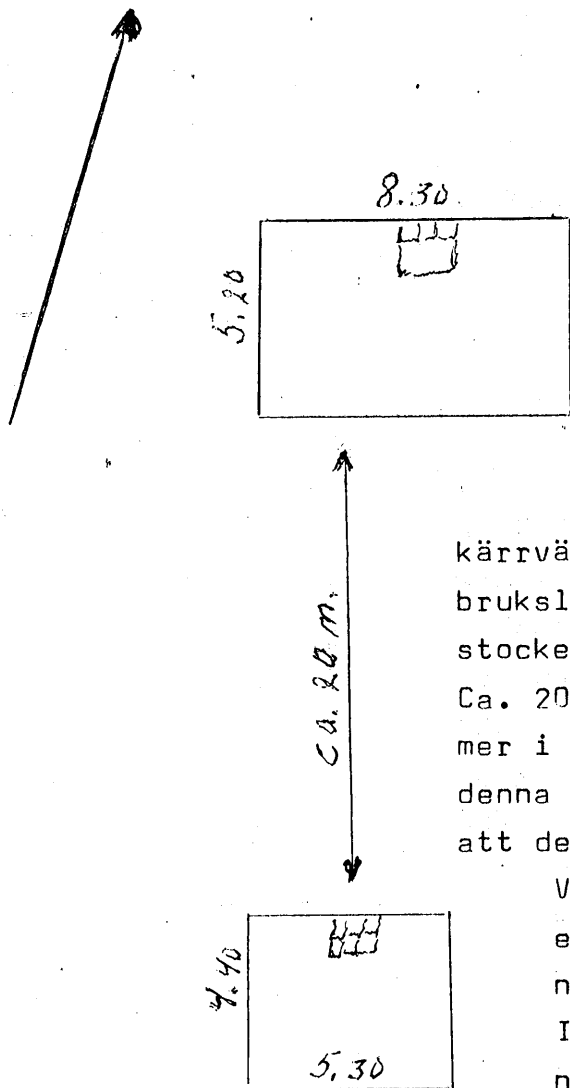 8.30
5.20
ca. 20 m.
kärrvä
bruksl
stocke
Ca. 20
mer i
denna
att de
V
e
n
I
n
4.40
5.30